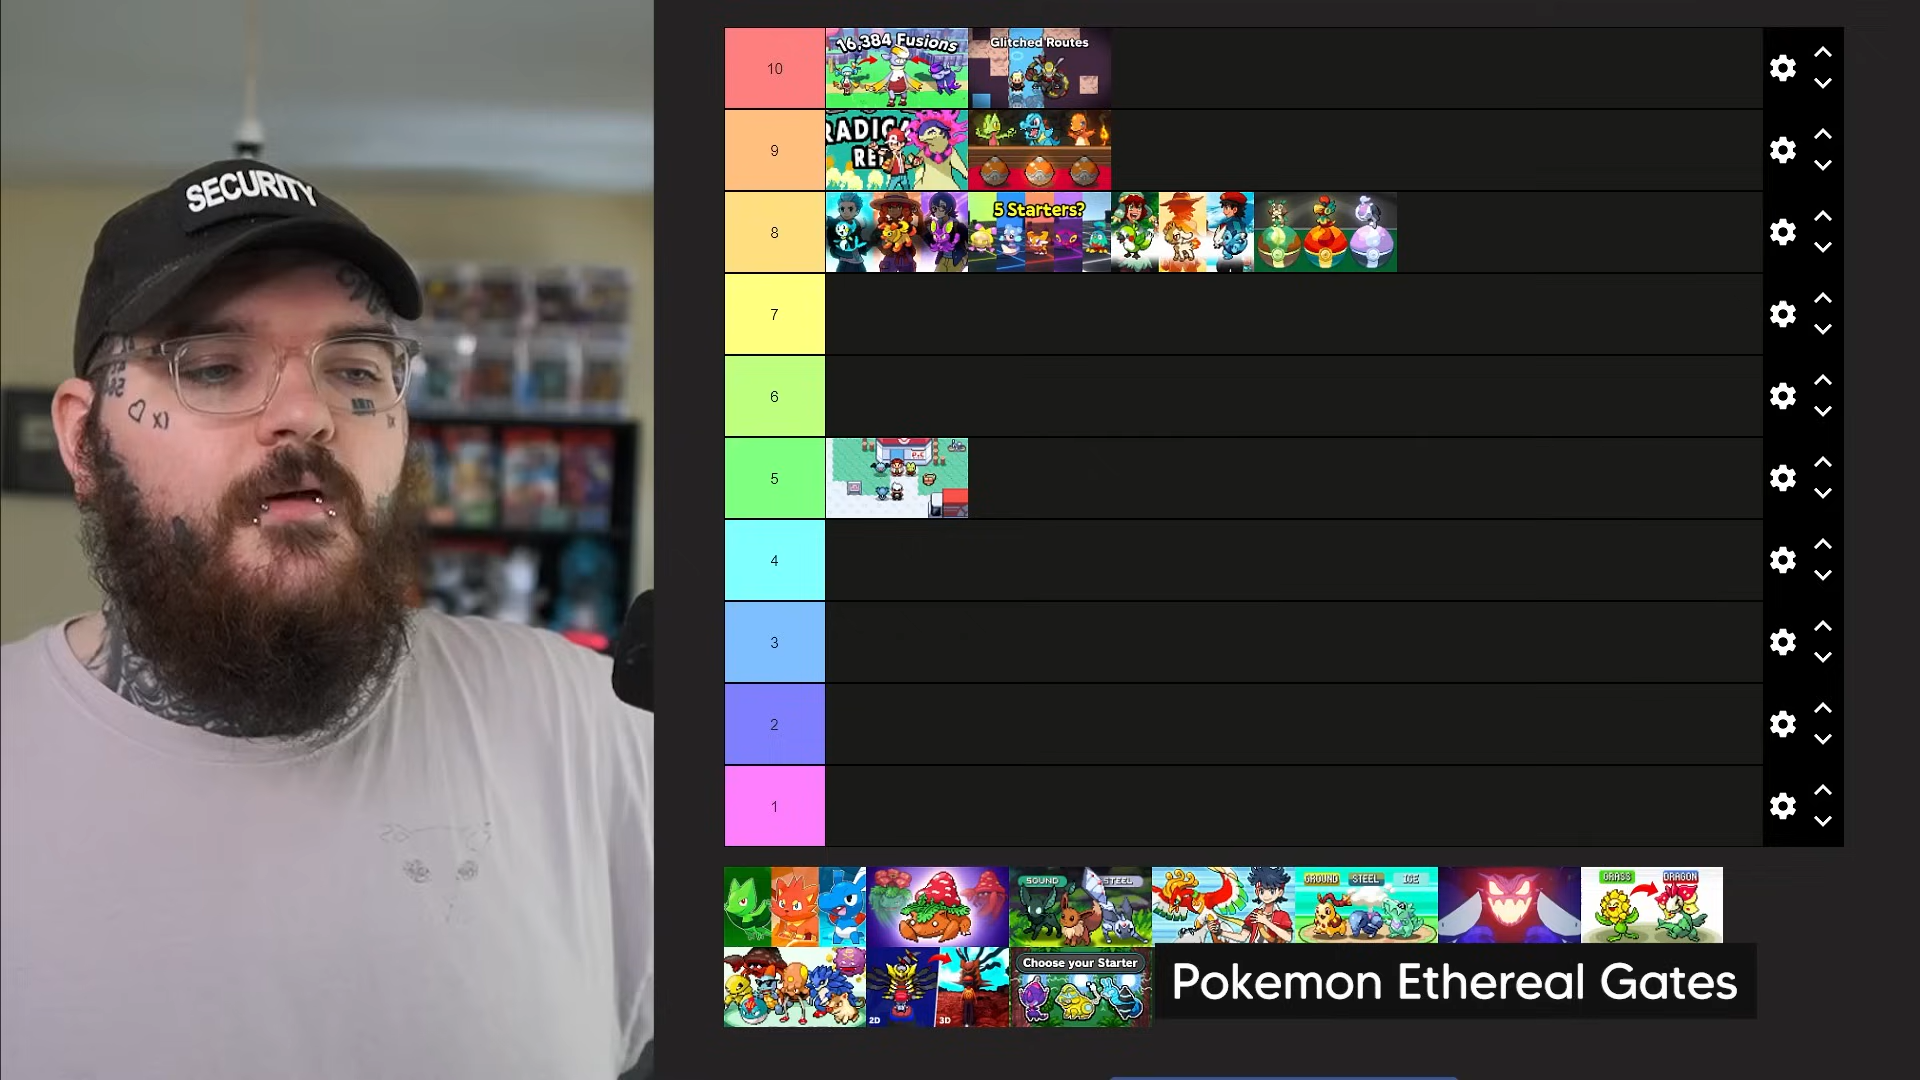 SECURITY
10
16,384 Fusions
Glitched Routes
9
RADICA
RE
8
5 Starters?
7
6
5
P.C
4
3
2
1
SOUND
STEEL
GROUND STEEL ICE
GRASS
DRAGON
2D
3D
Choose your Starter
Pokemon Ethereal Gates